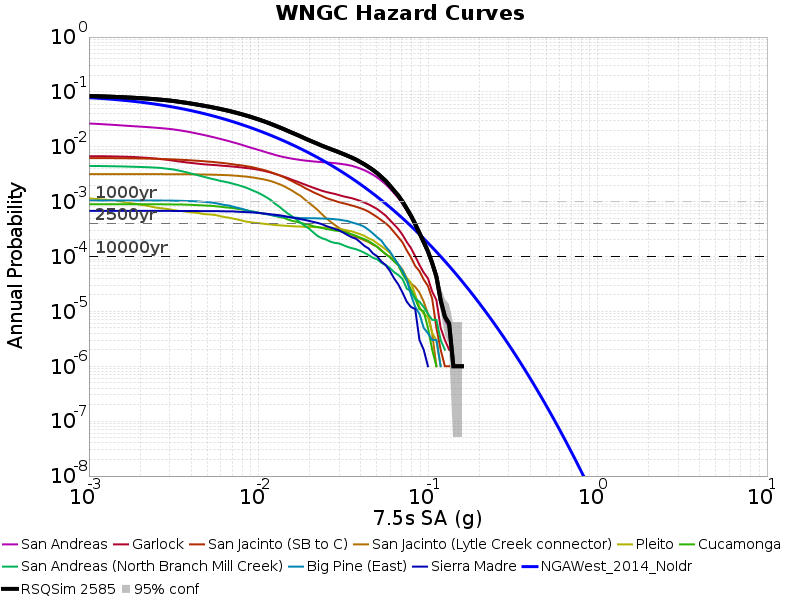 WNGC Hazard Curves
10^0
10^-1
10^-2
10^-3
10^-4
10^-5
10^-6
10^-7
10^-8
Annual Probability
1000yr
2500yr
10000yr
10^-3 10^-2 10^-1 10^0 10^1
7.5s SA (g)
San Andreas Garlock San Jacinto (SB to C) San Jacinto (Lytle Creek connector) Pleito Cucamonga
San Andreas (North Branch Mill Creek) Big Pine (East) Sierra Madre NGAWest_2014_NoIdr
RSQSim 2585 95% conf